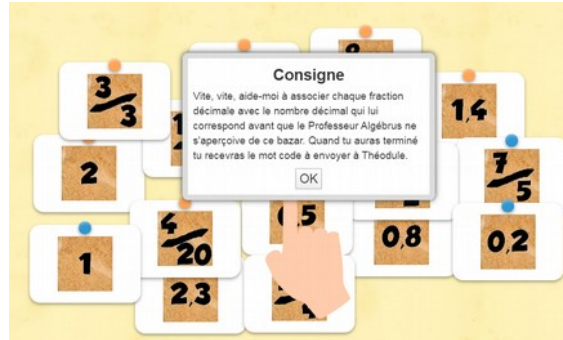 Consigne
Vite, vite, aide-moi à associer chaque fraction
décimale avec le nombre décimal qui lui
correspond avant que le Professeur Algébrus ne
s'aperçoive de ce bazar. Quand tu auras terminé
tu recevras le mot code à envoyer à Théodule.
OK
3/3
1,4
2
7/5
4/20
1
0,8
0,2
2,3